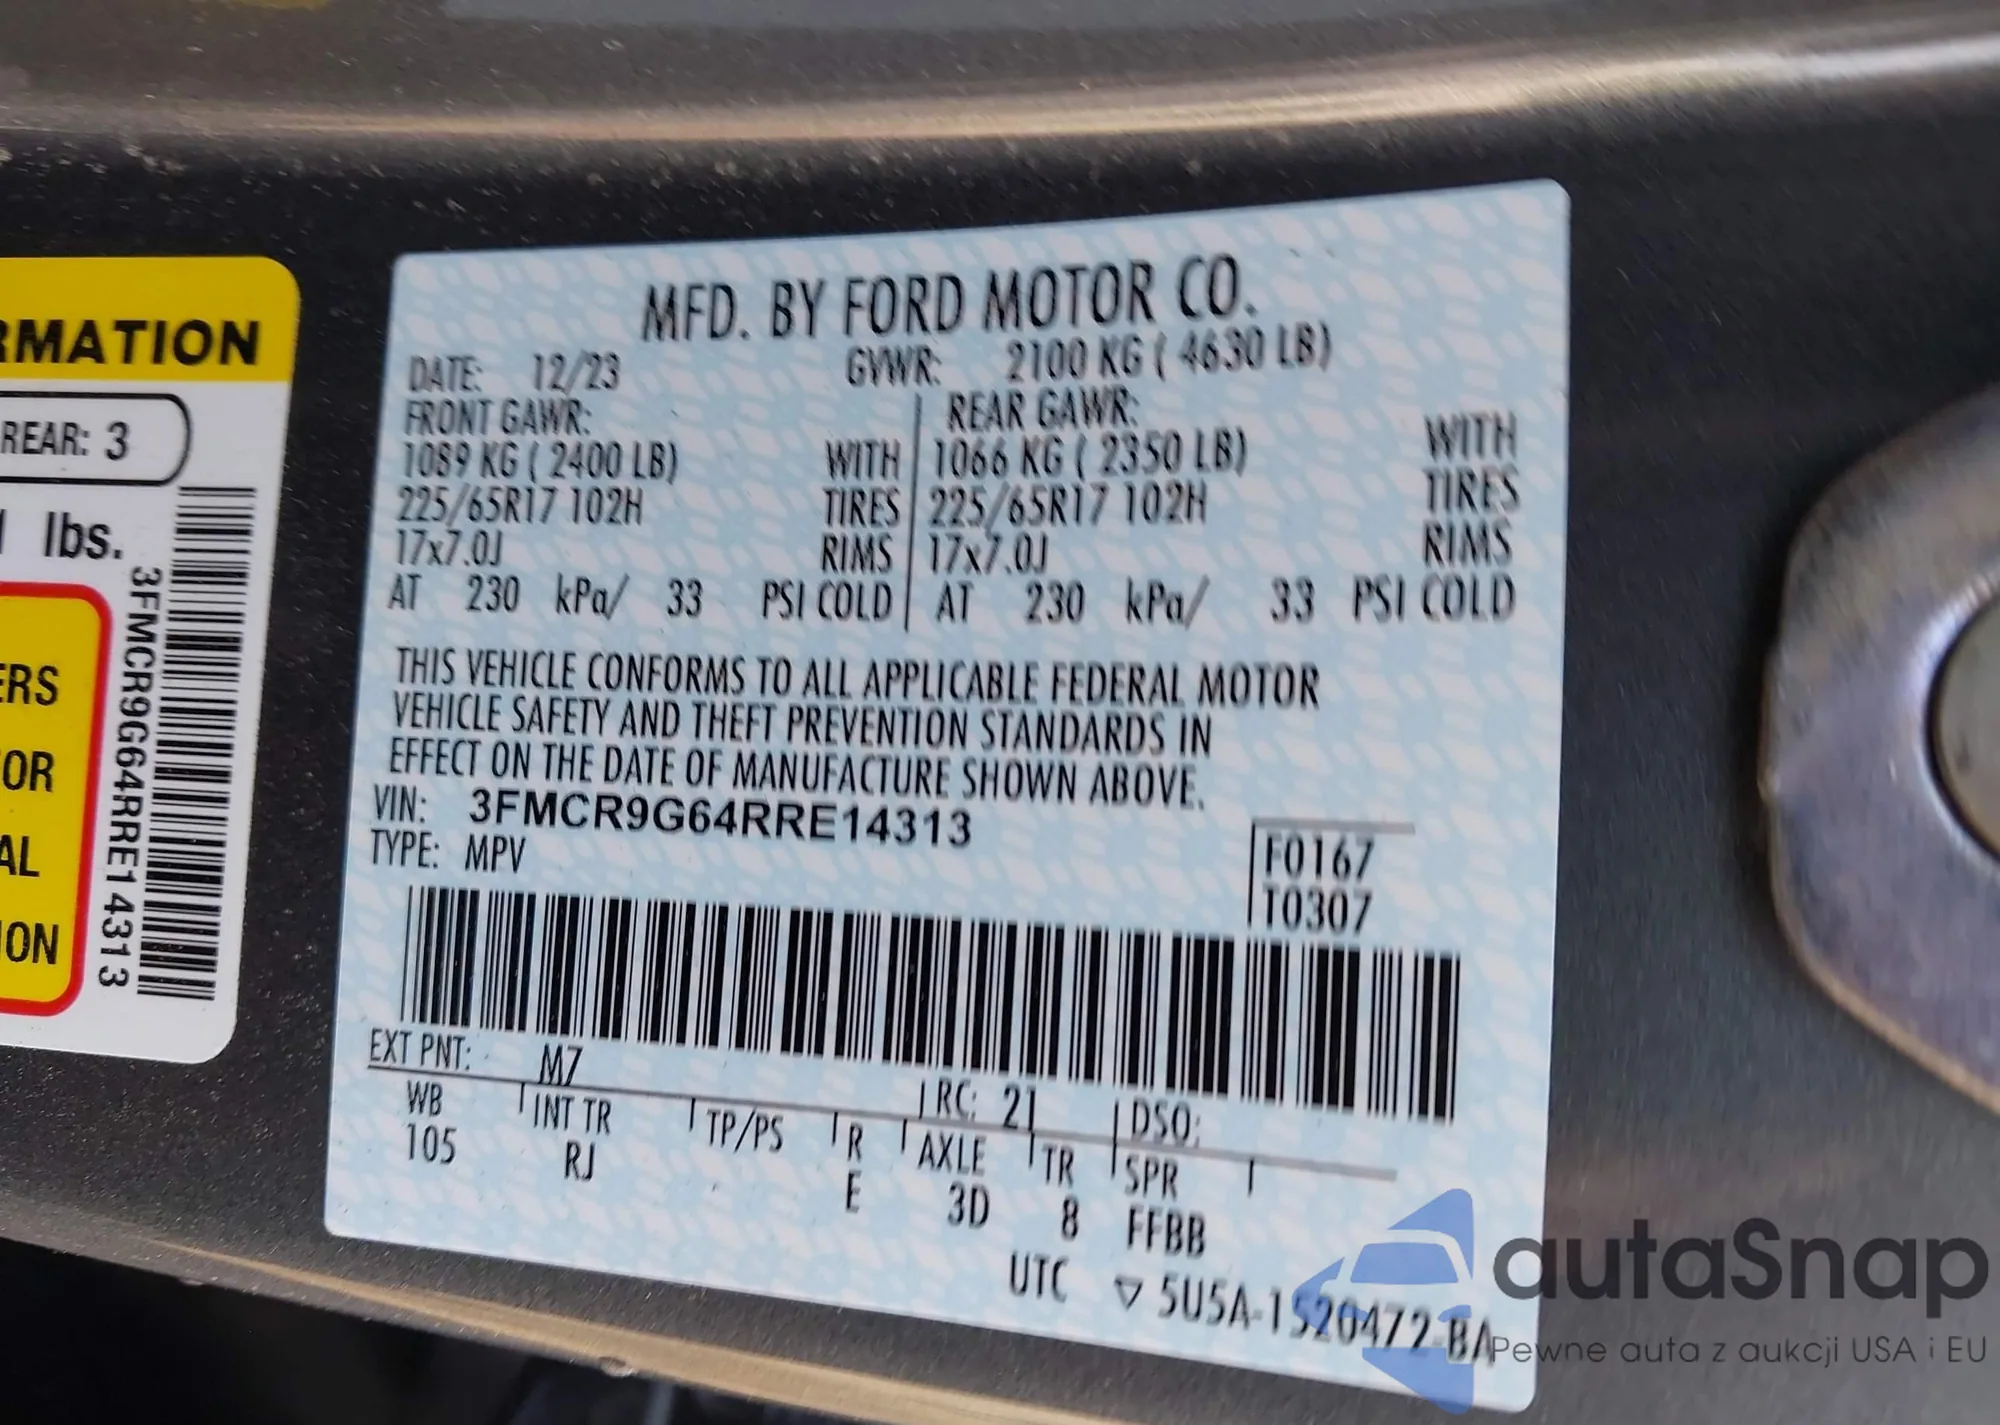 RMATION
REAR: 3
lbs.
ERS
OR
AL
ION
3FMCR9G64RRE14313
MFD. BY FORD MOTOR CO.
DATE: 12/23 GVWR: 2100 KG ( 4630 LB)
FRONT GAWR: REAR GAWR:
1089 KG ( 2400 LB) WITH 1066 KG ( 2350 LB) WITH
225/65R17 102H TIRES 225/65R17 102H TIRES
17x7.0J RIMS 17x7.0J RIMS
AT 230 kPa/ 33 PSI COLD AT 230 kPa/ 33 PSI COLD
THIS VEHICLE CONFORMS TO ALL APPLICABLE FEDERAL MOTOR
VEHICLE SAFETY AND THEFT PREVENTION STANDARDS IN
EFFECT ON THE DATE OF MANUFACTURE SHOWN ABOVE.
VIN: 3FMCR9G64RRE14313
TYPE: MPV
F0167
T0307
EXT PNT: M7
RC: 21 DSO:
WB INT TR TP/PS R AXLE TR SPR
105 RJ E 3D 8 FFBB
UTC ▽ 5U5A-1520472-BA
autaSnap
Pewne auta z aukcji USA i EU